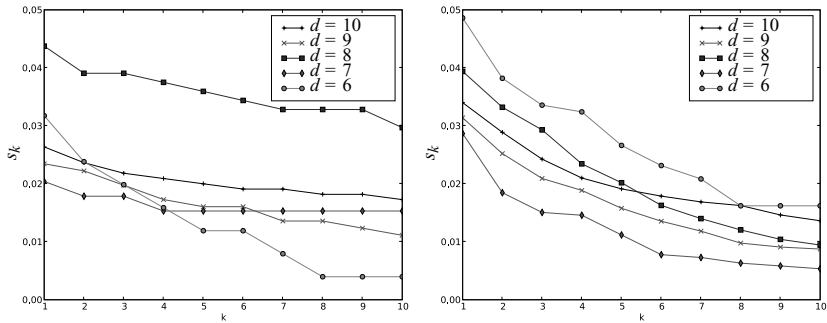 0,05
0,04
0,03
0,02
0,01
0,00
s_k
1 2 3 4 5 6 7 8 9 10
k
d = 10
d = 9
d = 8
d = 7
d = 6
0,05
0,04
0,03
0,02
0,01
0,00
s_k
1 2 3 4 5 6 7 8 9 10
k
d = 10
d = 9
d = 8
d = 7
d = 6